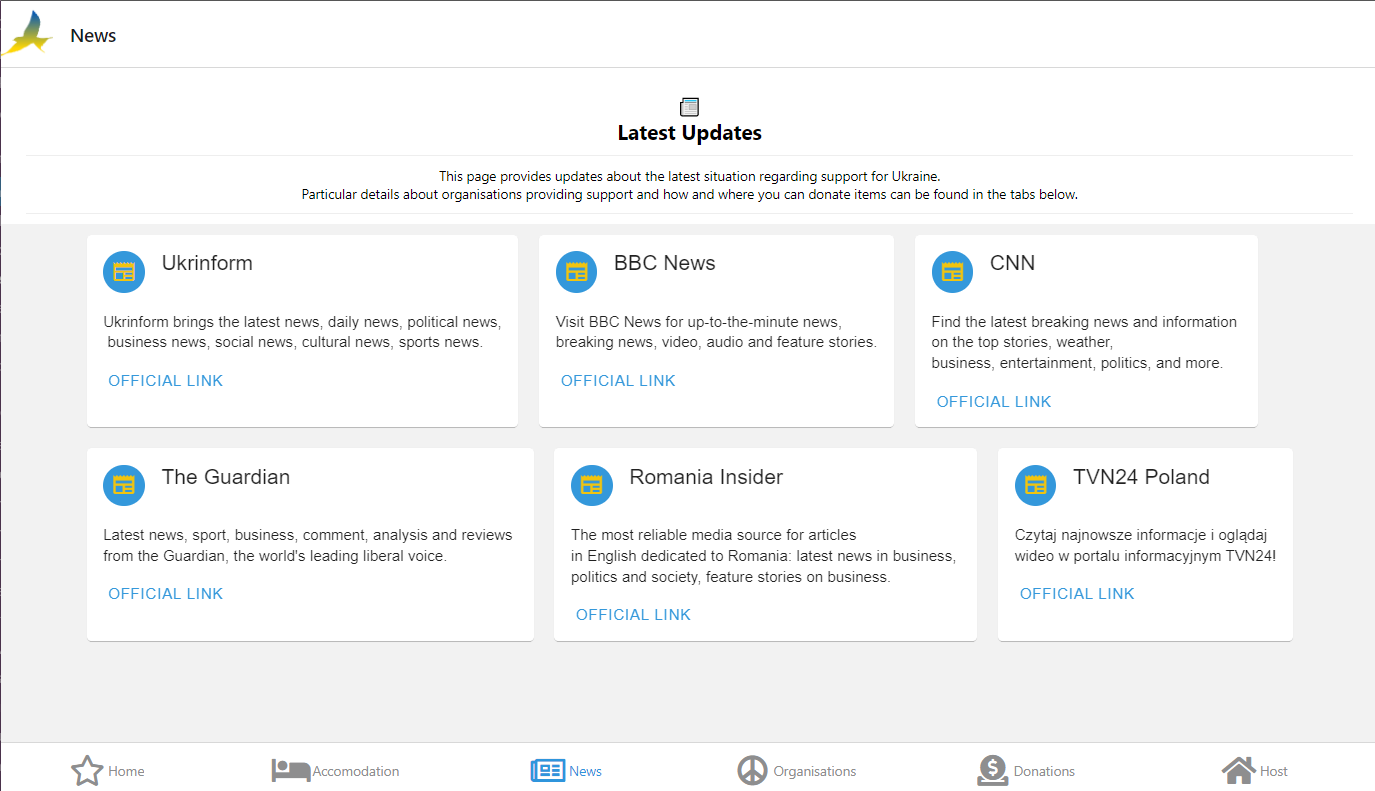 News
Latest Updates
This page provides updates about the latest situation regarding support for Ukraine.
Particular details about organisations providing support and how and where you can donate items can be found in the tabs below.
Ukrinform
Ukrinform brings the latest news, daily news, political news,
business news, social news, cultural news, sports news.
OFFICIAL LINK
BBC News
Visit BBC News for up-to-the-minute news,
breaking news, video, audio and feature stories.
OFFICIAL LINK
CNN
Find the latest breaking news and information
on the top stories, weather,
business, entertainment, politics, and more.
OFFICIAL LINK
The Guardian
Latest news, sport, business, comment, analysis and reviews
from the Guardian, the world's leading liberal voice.
OFFICIAL LINK
Romania Insider
The most reliable media source for articles
in English dedicated to Romania: latest news in business,
politics and society, feature stories on business.
OFFICIAL LINK
TVN24 Poland
Czytaj najnowsze informacje i oglądaj
wideo w portalu informacyjnym TVN24!
OFFICIAL LINK
Home
Accomodation
News
Organisations
Donations
Host